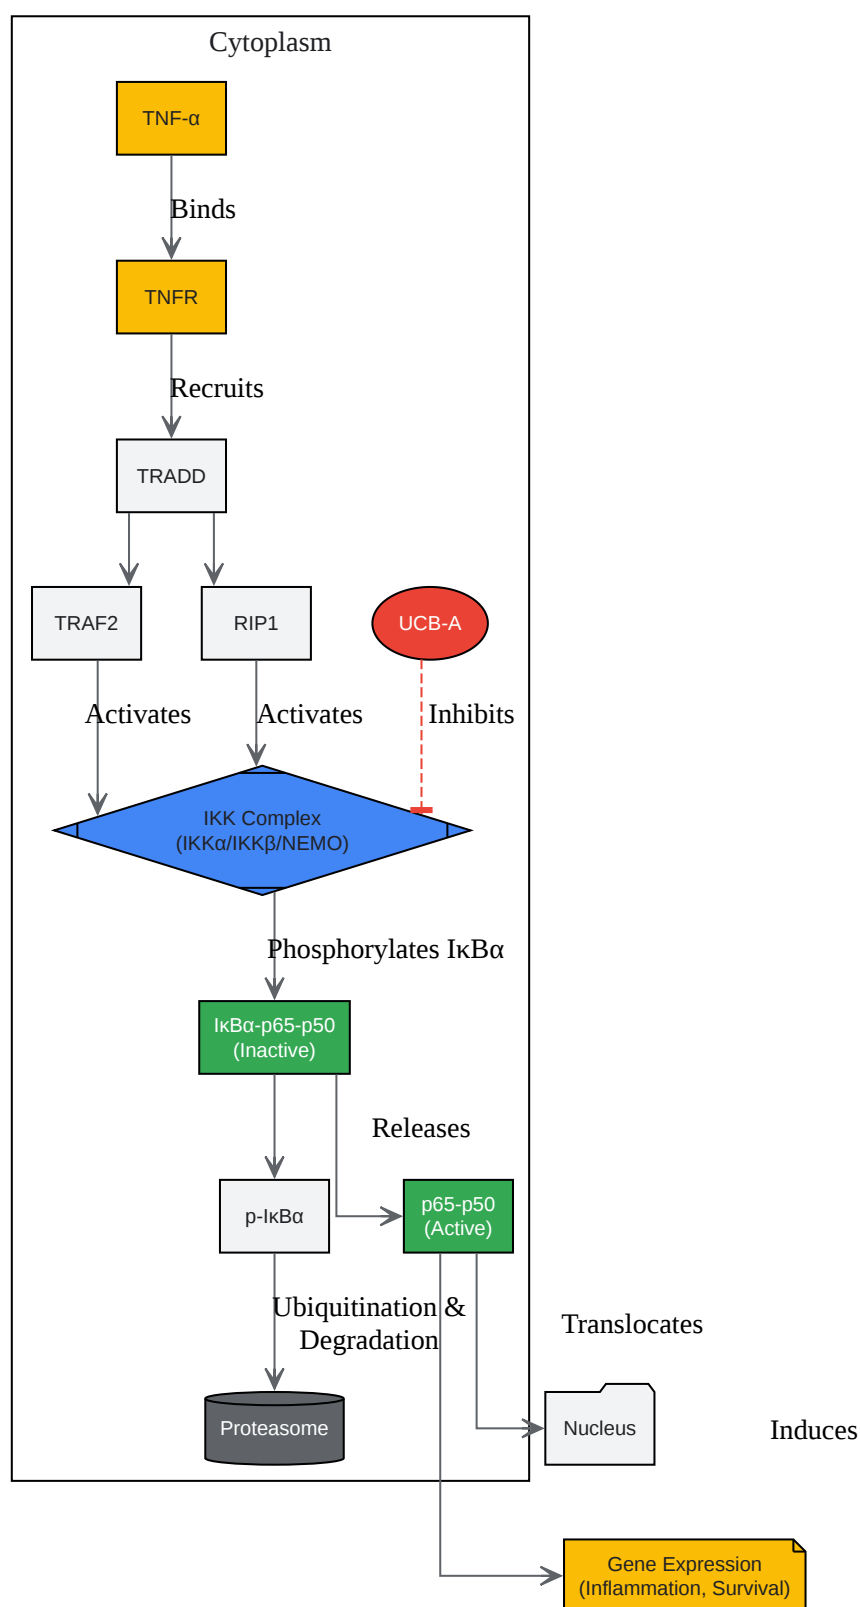 Cytoplasm
TNF-α
Binds
TNFR
Recruits
TRADD
TRAF2
RIP1
UCB-A
Activates
Activates
Inhibits
IKK Complex
(IKKα/IKKβ/NEMO)
Phosphorylates IκBα
IκBα-p65-p50
(Inactive)
Releases
p-IκBα
p65-p50
(Active)
Ubiquitination &
Degradation
Translocates
Proteasome
Nucleus
Induces
Gene Expression
(Inflammation, Survival)